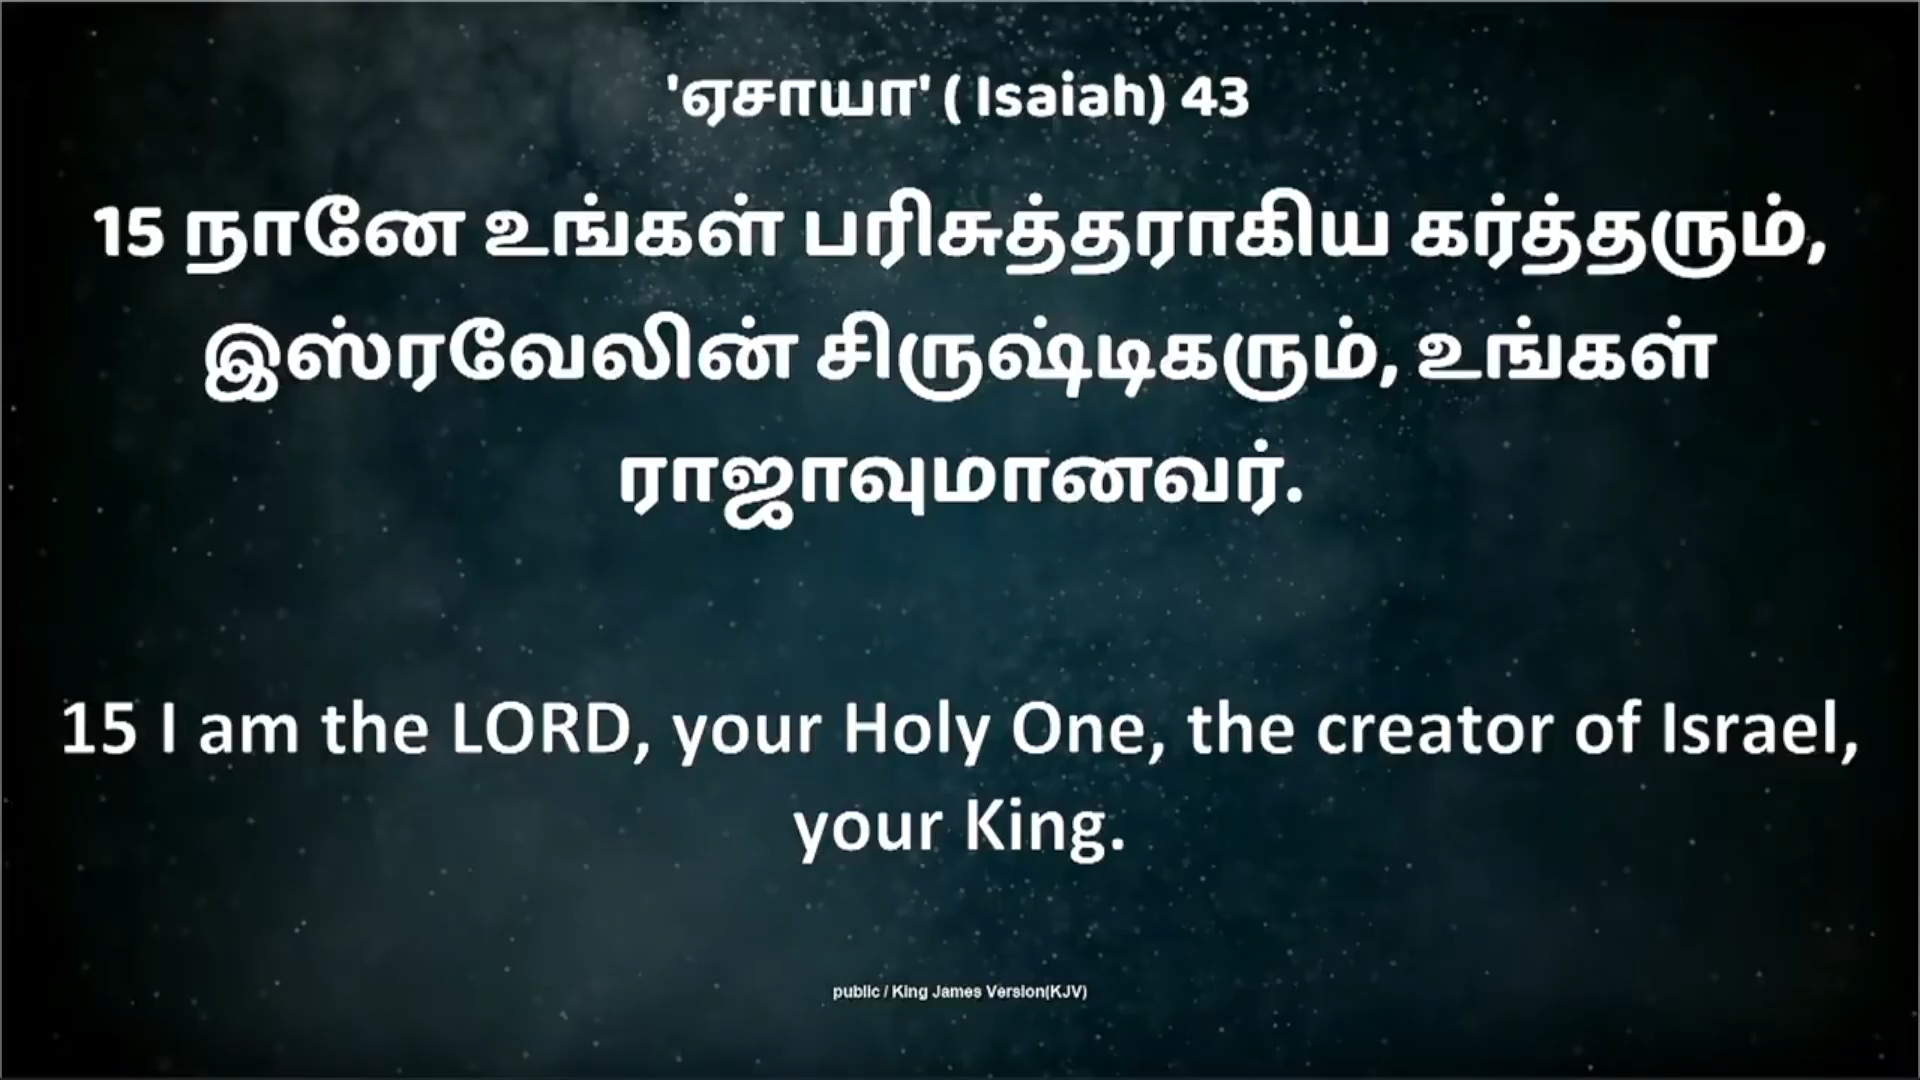 'ஏசாயா' ( Isaiah) 43
15 நானே உங்கள் பரிசுத்தராகிய கர்த்தரும்,
இஸ்ரவேலின் சிருஷ்டிகரும், உங்கள்
ராஜாவுமானவர்.
15 I am the LORD, your Holy One, the creator of Israel,
your King.
public / King James Version(KJV)